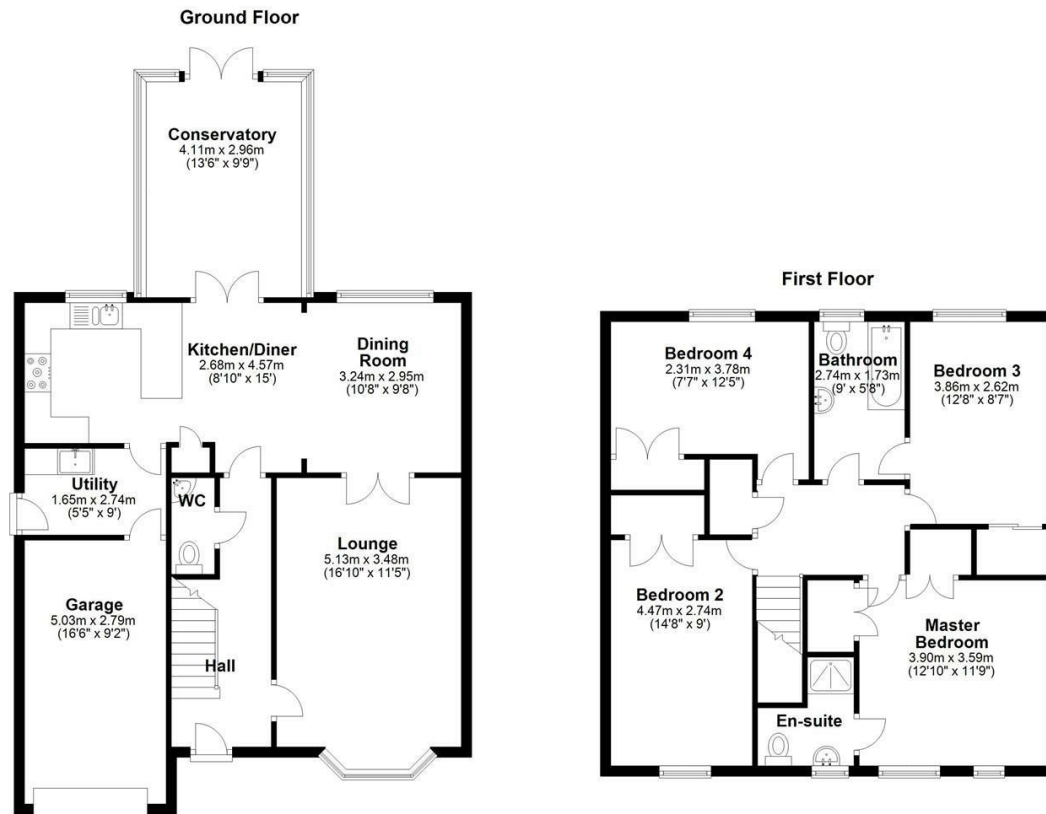 Ground Floor
Conservatory
4.11m x 2.96m
(13'6" x 9'9")
Kitchen/Diner
2.68m x 4.57m
(8'10" x 15')
Dining
Room
3.24m x 2.95m
(10'8" x 9'8")
Utility
1.65m x 2.74m
(5'5" x 9')
WC
Lounge
5.13m x 3.48m
(16'10" x 11'5")
Garage
5.03m x 2.79m
(16'6" x 9'2")
Hall
First Floor
Bedroom 4
2.31m x 3.78m
(7'7" x 12'5")
Bathroom
2.74m x 1.73m
(9' x 5'8")
Bedroom 3
3.86m x 2.62m
(12'8" x 8'7")
Bedroom 2
4.47m x 2.74m
(14'8" x 9')
Master
Bedroom
3.90m x 3.59m
(12'10" x 11'9")
En-suite